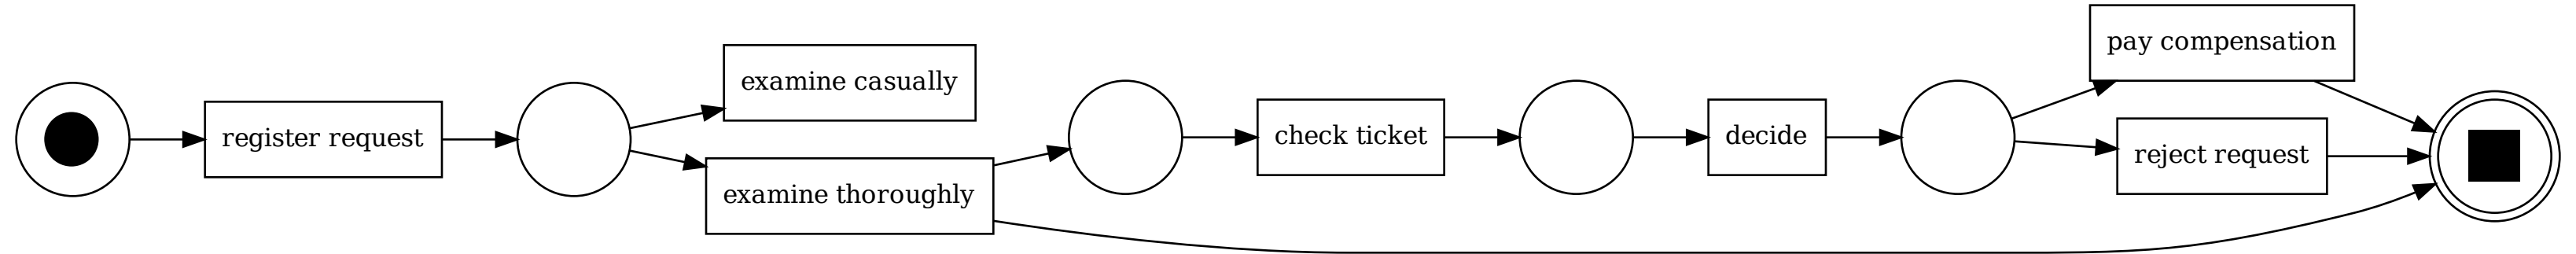 register request
examine casually
examine thoroughly
check ticket
decide
pay compensation
reject request